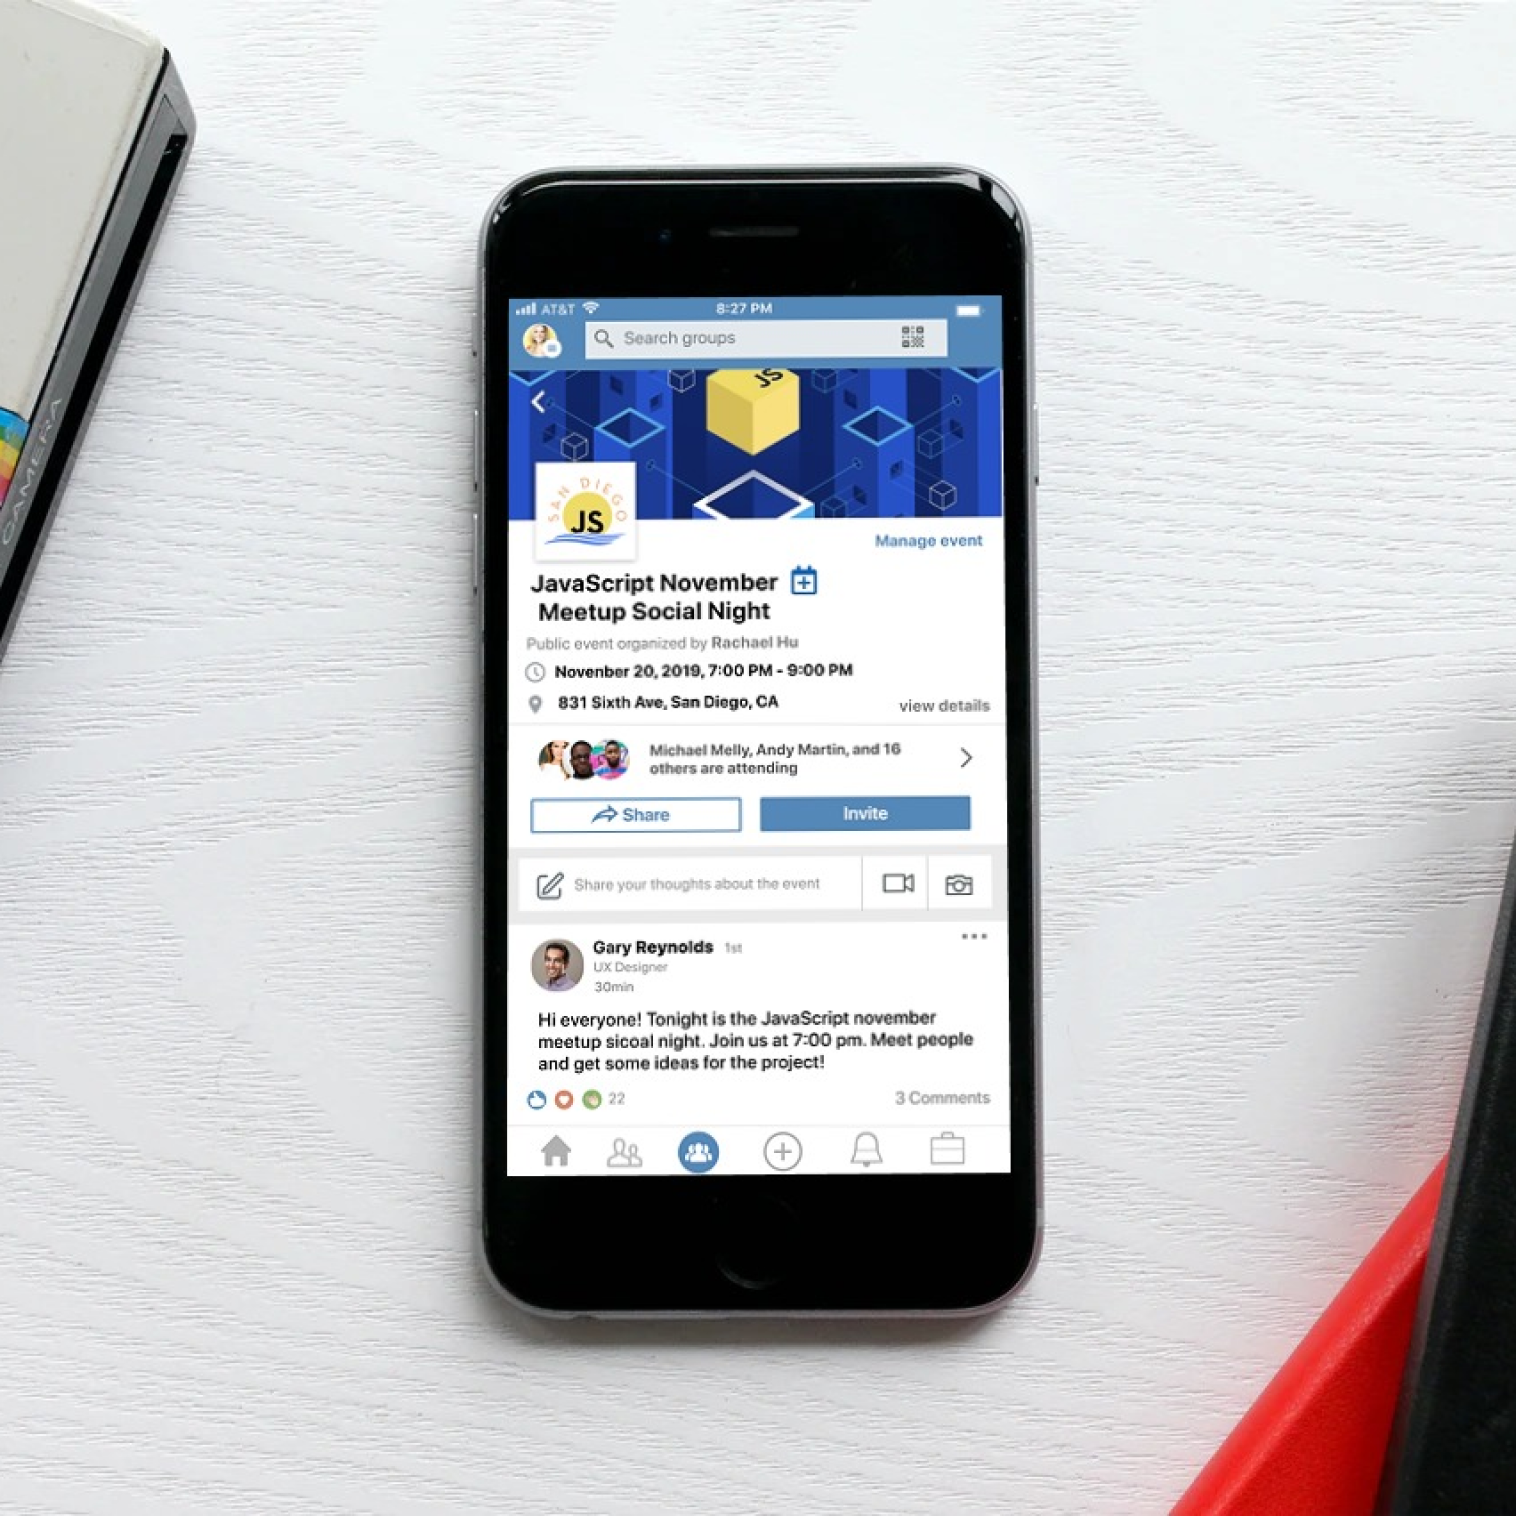 AT&T 8:27 PM
Search groups
JS
SAN DIEGO
JS
Manage event
JavaScript November
Meetup Social Night
Public event organized by Rachael Hu
Novenber 20, 2019, 7:00 PM - 9:00 PM
831 Sixth Ave, San Diego, CA
view details
Michael Melly, Andy Martin, and 16
others are attending
Share
Invite
Share your thoughts about the event
Gary Reynolds 1st
UX Designer
30min
Hi everyone! Tonight is the JavaScript november
meetup sicoal night. Join us at 7:00 pm. Meet people
and get some ideas for the project!
22
3 Comments
CAMERA